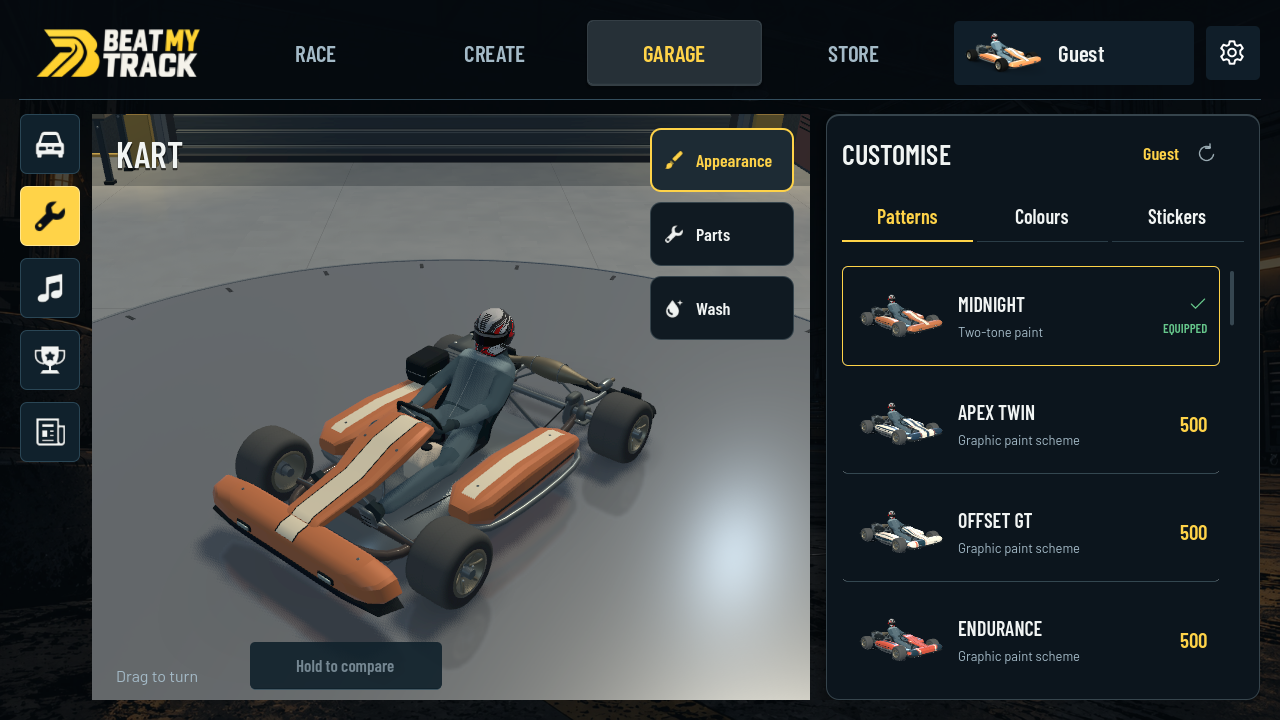 BEATMY
TRACK
RACE
CREATE
GARAGE
STORE
Guest
KART
Appearance
Parts
Wash
Drag to turn
Hold to compare
CUSTOMISE
Guest
Patterns
Colours
Stickers
MIDNIGHT
Two-tone paint
EQUIPPED
APEX TWIN
Graphic paint scheme
500
OFFSET GT
Graphic paint scheme
500
ENDURANCE
Graphic paint scheme
500